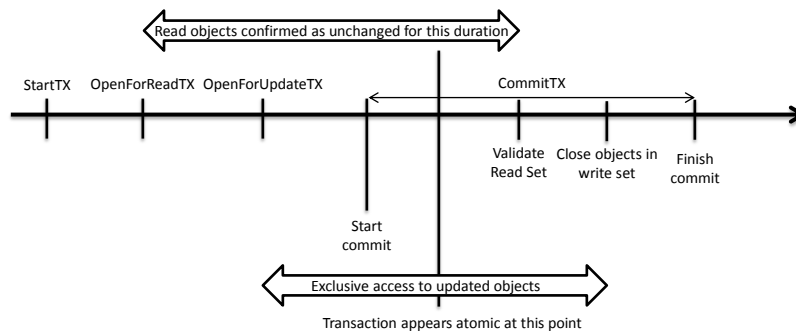 Read objects confirmed as unchanged for this duration
StartTX
OpenForReadTX
OpenForUpdateTX
CommitTX
Validate
Read Set
Close objects in
write set
Finish
commit
Start
commit
Exclusive access to updated objects
Transaction appears atomic at this point